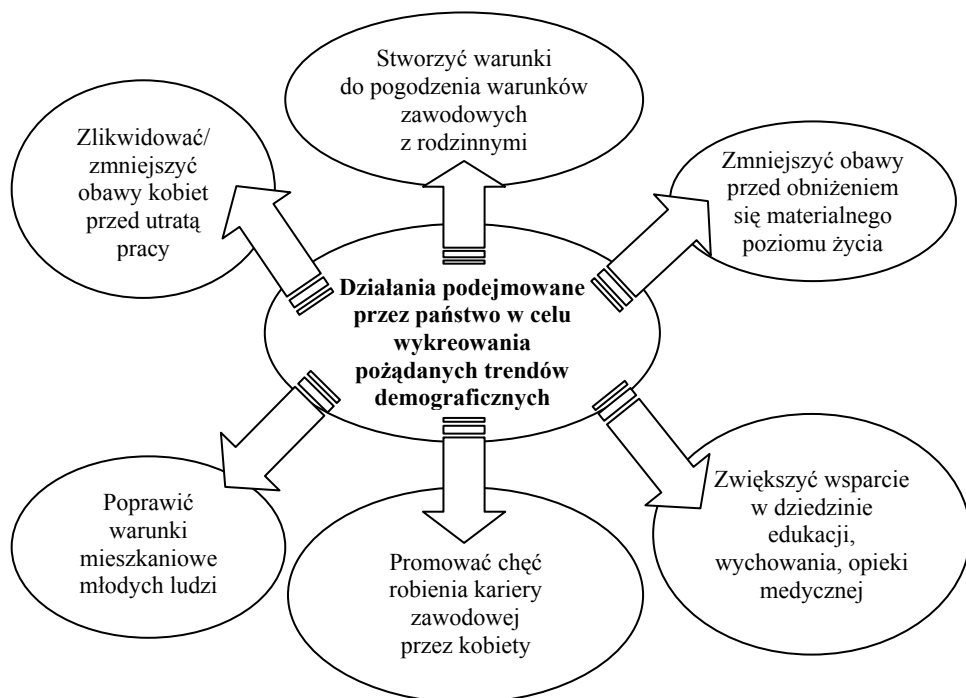 Stworzyć warunki
do pogodzenia warunków
zawodowych
z rodzinnymi
Zlikwidować/
zmniejszyć
obawy kobiet
przed utratą
pracy
Zmniejszyć obawy
przed obniżeniem
się materialnego
poziomu życia
Działania podejmowane
przez państwo w celu
wykreowania
pożądanych trendów
demograficznych
Poprawić
warunki
mieszkaniowe
młodych ludzi
Promować chęć
robienia kariery
zawodowej
przez kobiety
Zwiększyć wsparcie
w dziedzinie
edukacji,
wychowania, opieki
medycznej